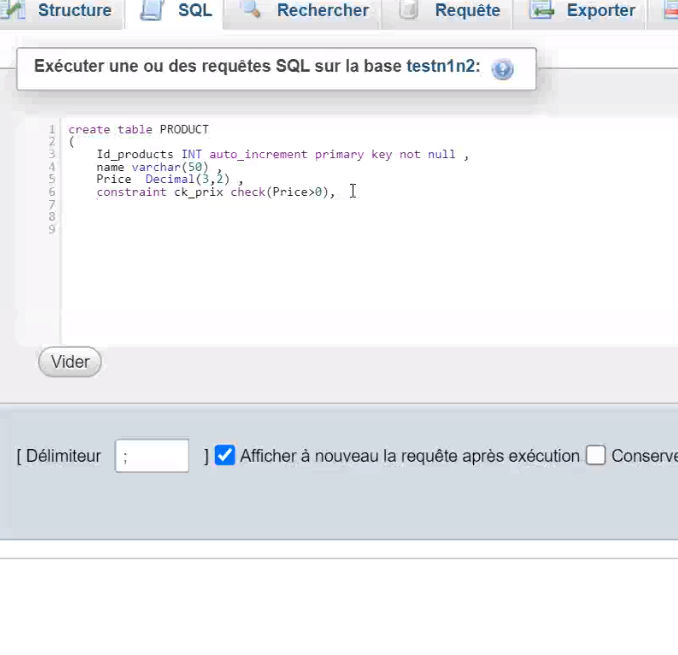 Structure SQL Rechercher Requête Exporter
Exécuter une ou des requêtes SQL sur la base testn1n2:
1 create table PRODUCT
2 (
3 Id_products INT auto_increment primary key not null ,
4 name varchar(50) ,
5 Price Decimal(3,2) ,
6 constraint ck_prix check(Price>0),
7
8
9
Vider
[ Délimiteur ; ] Afficher à nouveau la requête après exécution Conserve